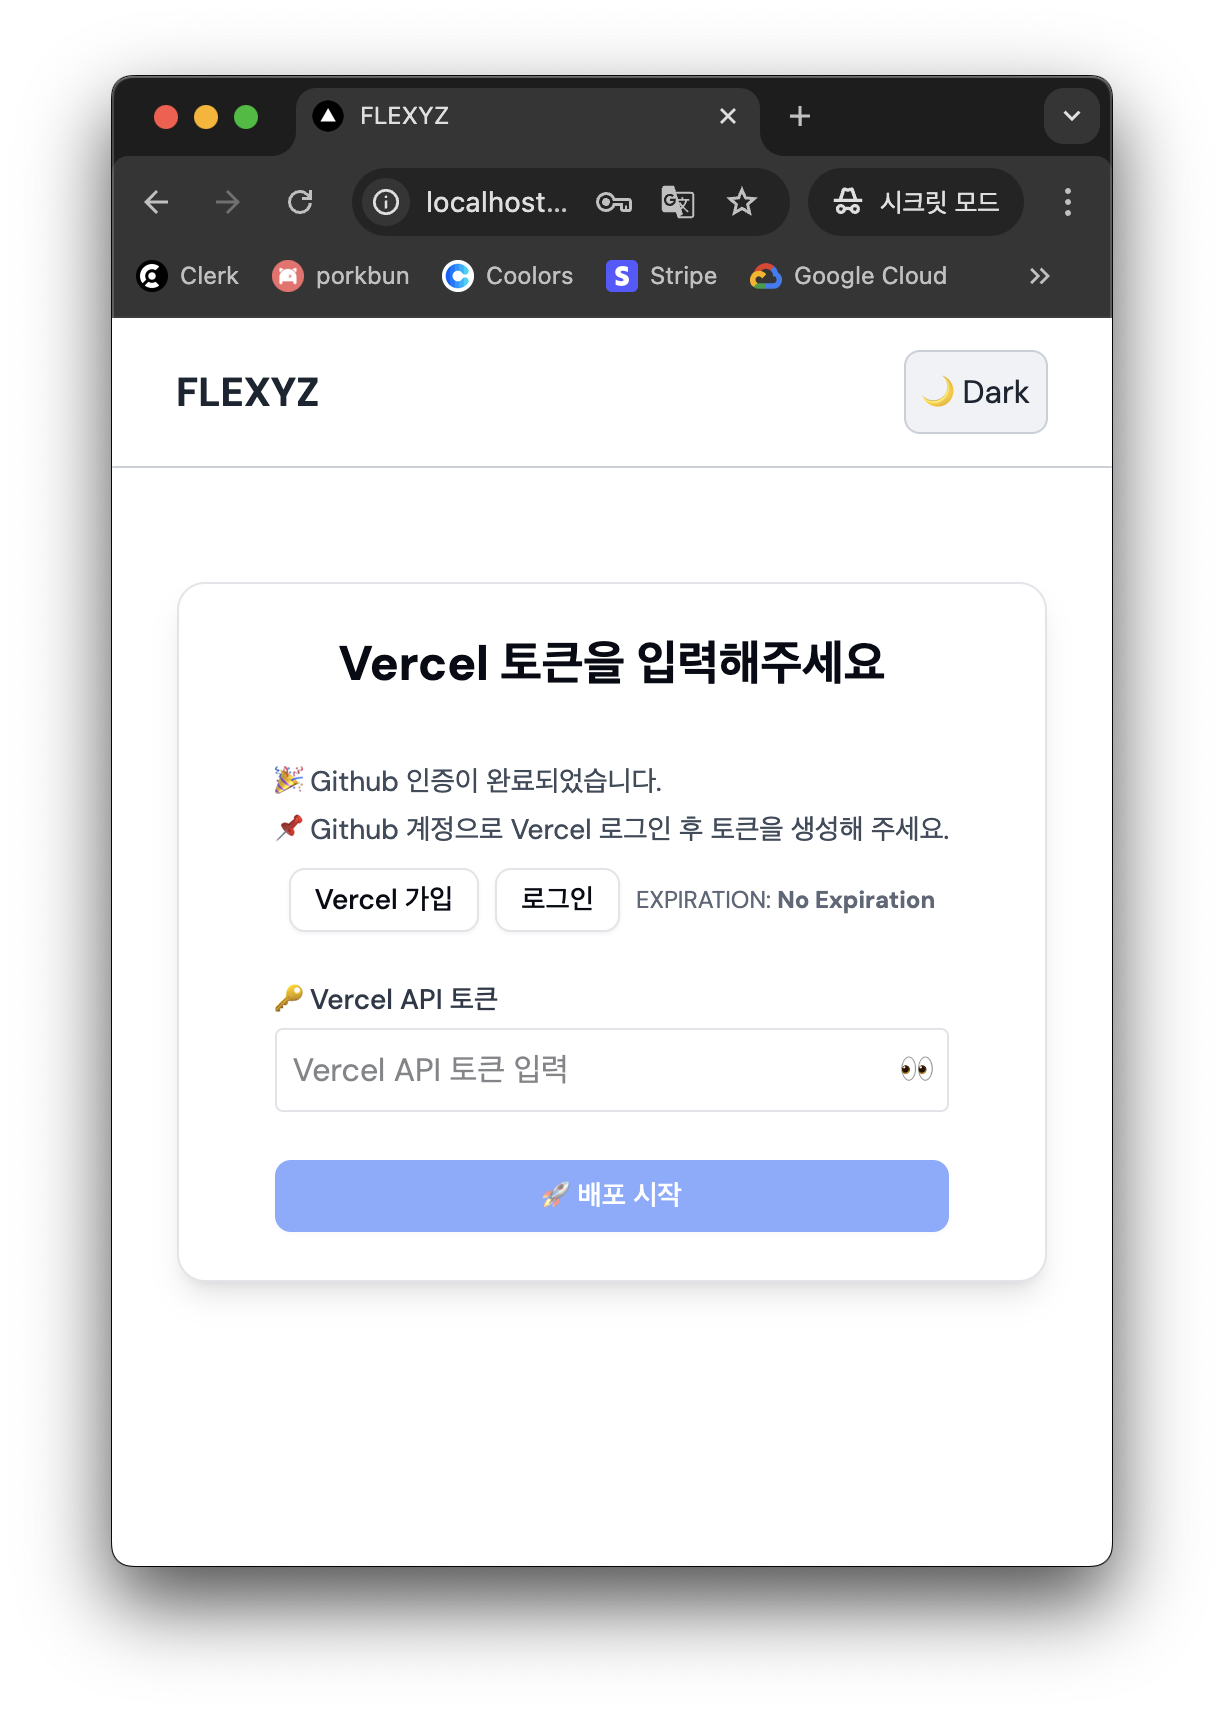 FLEXYZ
localhost...
시크릿 모드
Clerk
porkbun
Coolors
Stripe
Google Cloud
FLEXYZ
🌙 Dark
Vercel 토큰을 입력해주세요
🎉 Github 인증이 완료되었습니다.
📌 Github 계정으로 Vercel 로그인 후 토큰을 생성해 주세요.
Vercel 가입
로그인
EXPIRATION: No Expiration
🔑 Vercel API 토큰
Vercel API 토큰 입력
🚀 배포 시작